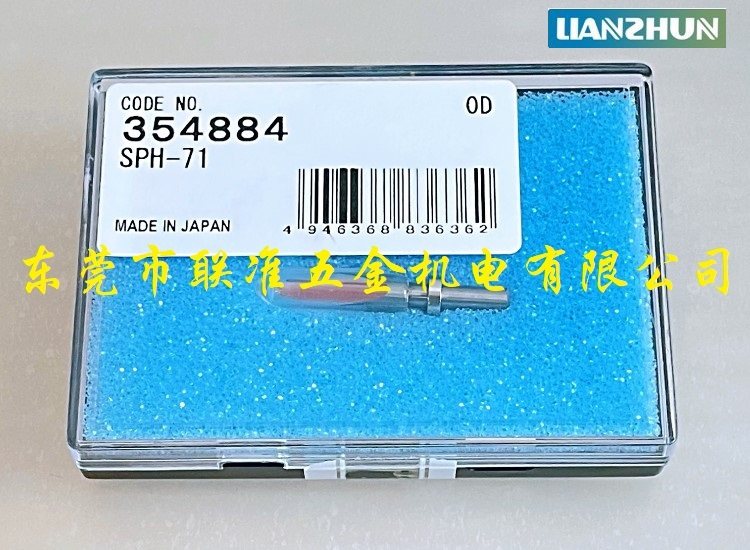 LIANZHUN
CODE NO.
OD
354884
SPH-71
MADE IN JAPAN
4 946368 836362
东莞市联准五金机电有限公司